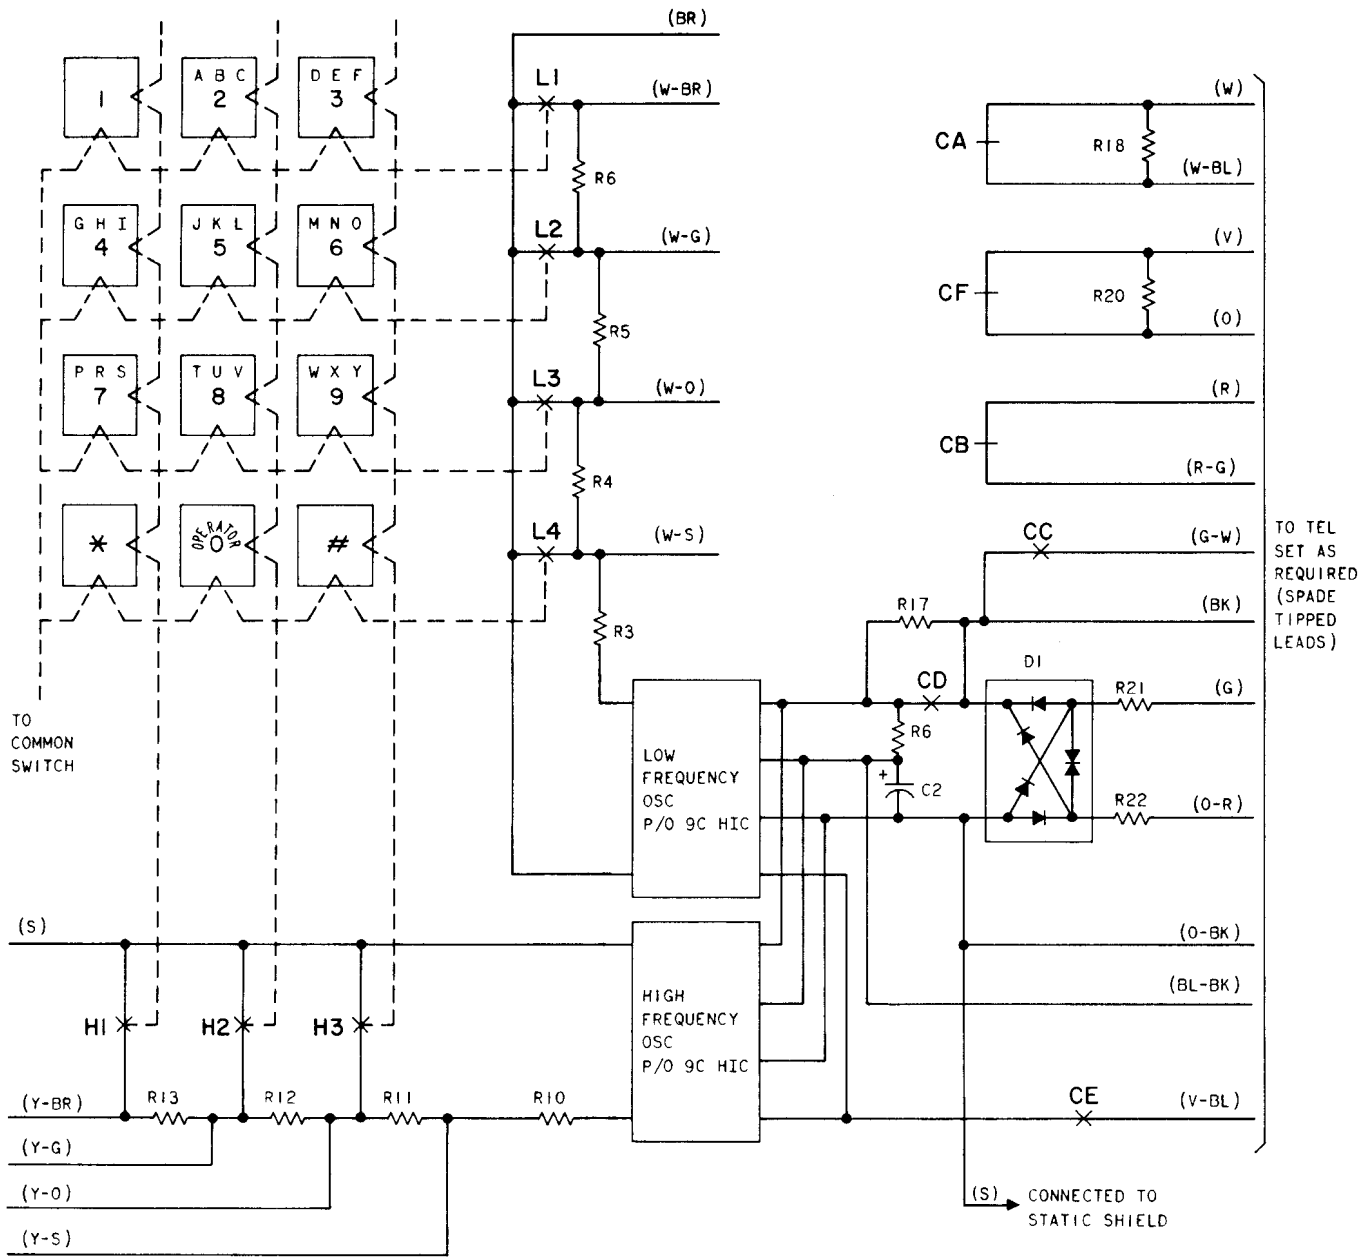 (BR)
L1
(W-BR)
(W)
1
A B C
2
D E F
3
CA
R18
R6
(W-BL)
G H I
4
J K L
5
M N O
6
L2
(W-G)
(V)
CF
R20
R5
(O)
P R S
7
T U V
8
W X Y
9
L3
(W-O)
(R)
CB
R4
(R-G)
*
OPERATOR
O
#
L4
(W-S)
CC
(G-W)
TO TEL
SET AS
REQUIRED
(SPADE
TIPPED
LEADS)
R17
(BK)
R3
D1
CD
R21
(G)
TO
COMMON
SWITCH
R6
LOW
FREQUENCY
OSC
P/O 9C HIC
+
C2
R22
(O-R)
(S)
(O-BK)
HIGH
FREQUENCY
OSC
P/O 9C HIC
(BL-BK)
H1
H2
H3
(Y-BR)
R13
R12
R11
R10
CE
(V-BL)
(Y-G)
(Y-O)
(S)
CONNECTED TO
STATIC SHIELD
(Y-S)